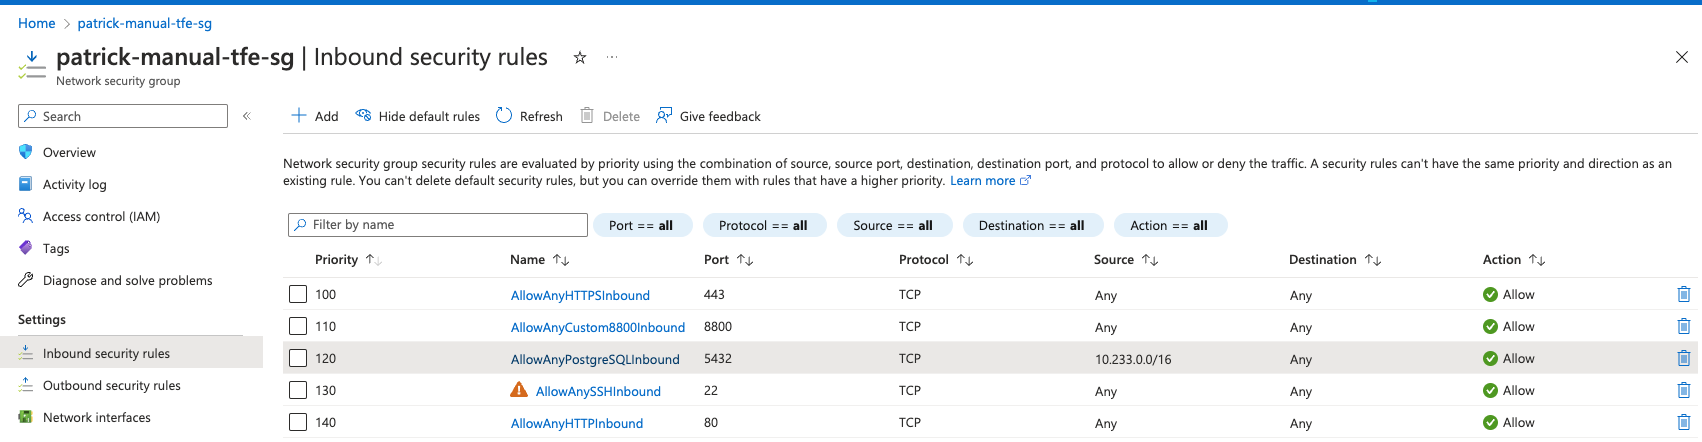 Home > patrick-manual-tfe-sg
patrick-manual-tfe-sg | Inbound security rules
Network security group
Search
Overview
Activity log
Access control (IAM)
Tags
Diagnose and solve problems
Settings
Inbound security rules
Outbound security rules
Network interfaces
Add Hide default rules Refresh Delete Give feedback
Network security group security rules are evaluated by priority using the combination of source, source port, destination, destination port, and protocol to allow or deny the traffic. A security rules can't have the same priority and direction as an
existing rule. You can't delete default security rules, but you can override them with rules that have a higher priority. Learn more
Filter by name Port == all Protocol == all Source == all Destination == all Action == all
Priority Name Port Protocol Source Destination Action
100 AllowAnyHTTPSInbound 443 TCP Any Any Allow
110 AllowAnyCustom8800Inbound 8800 TCP Any Any Allow
120 AllowAnyPostgreSQLInbound 5432 TCP 10.233.0.0/16 Any Allow
130 AllowAnySSHInbound 22 TCP Any Any Allow
140 AllowAnyHTTPInbound 80 TCP Any Any Allow